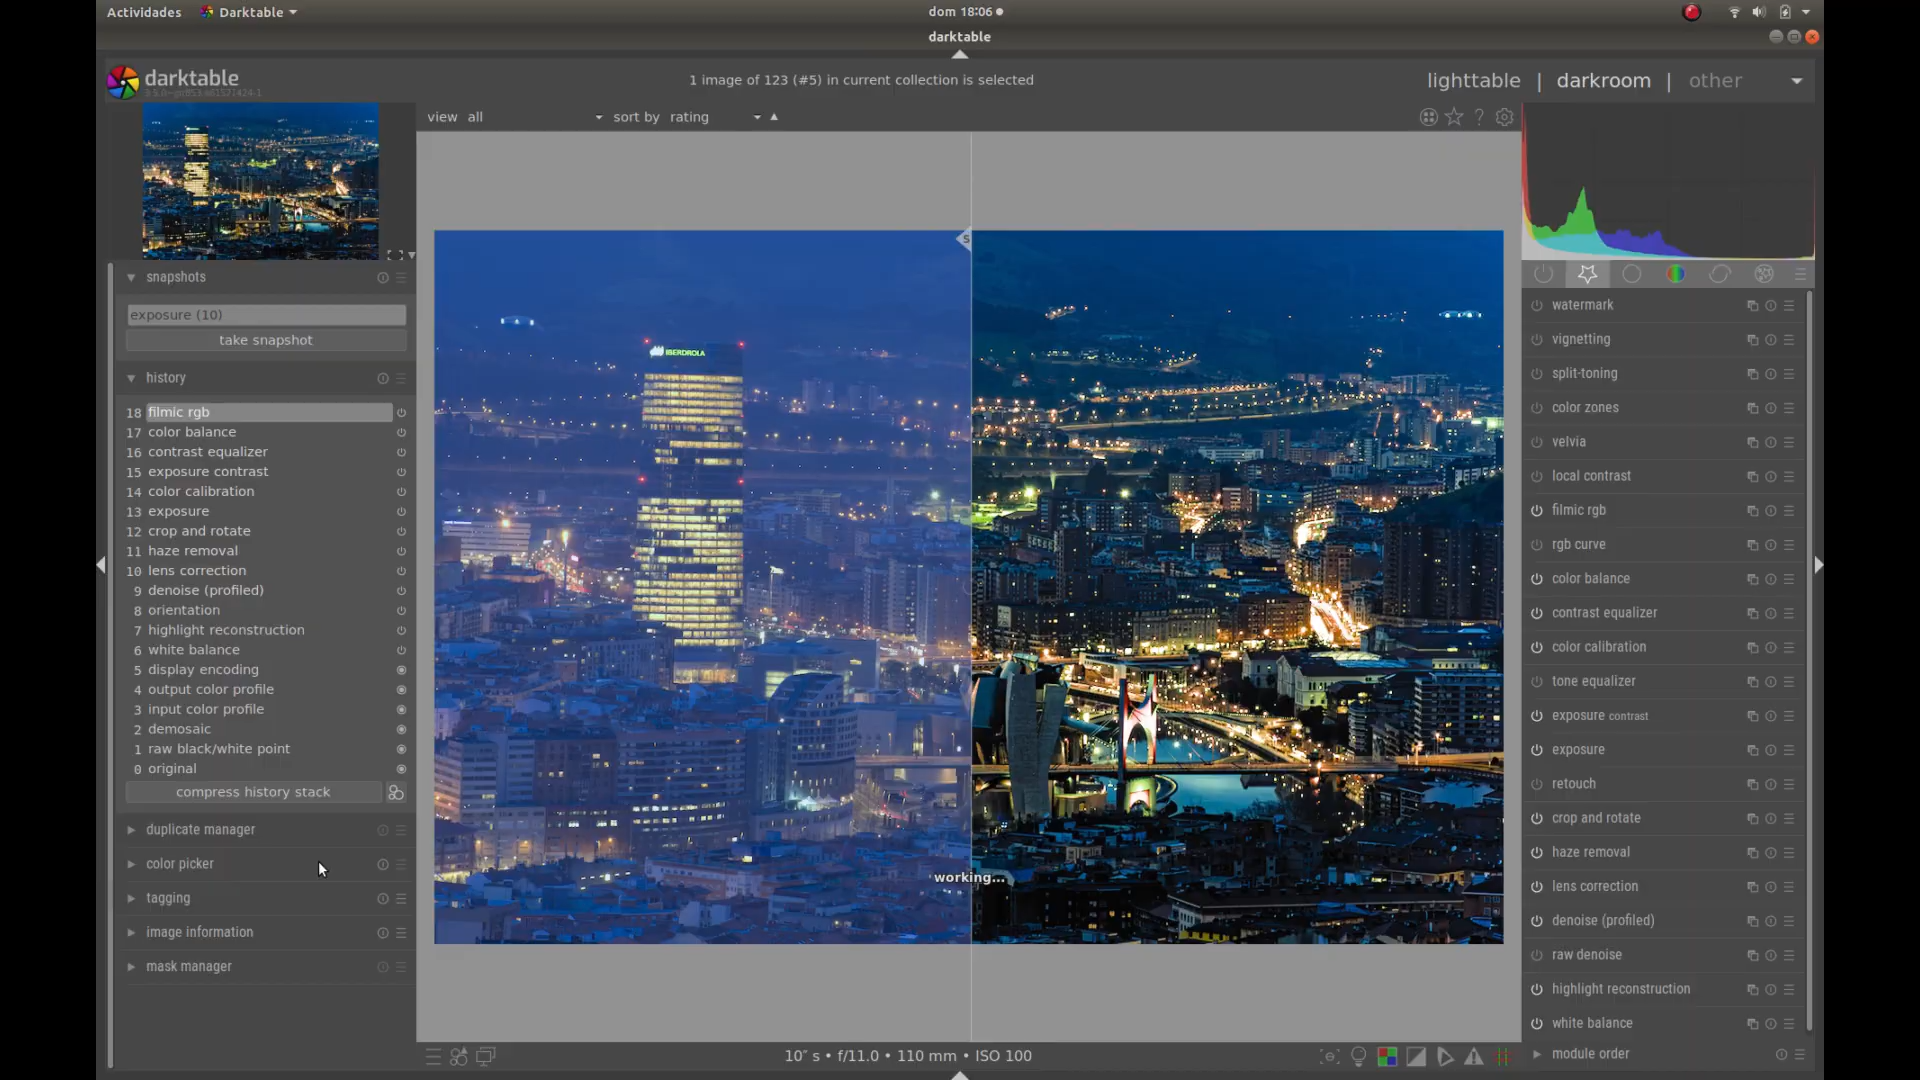 Actividades
Darktable
dom 18:06
darktable
darktable
1 image of 123 (#5) in current collection is selected
lighttable | darkroom | other
view all
sort by rating
?
snapshots
exposure (10)
take snapshot
history
18 filmic rgb
17 color balance
16 contrast equalizer
15 exposure contrast
14 color calibration
13 exposure
12 crop and rotate
11 haze removal
10 lens correction
9 denoise (profiled)
8 orientation
7 highlight reconstruction
6 white balance
5 display encoding
4 output color profile
3 input color profile
2 demosaic
1 raw black/white point
0 original
compress history stack
duplicate manager
color picker
tagging
image information
mask manager
S
IBERDROLA
working...
10" s • f/11.0 • 110 mm • ISO 100
watermark
vignetting
split-toning
color zones
velvia
local contrast
filmic rgb
rgb curve
color balance
contrast equalizer
color calibration
tone equalizer
exposure contrast
exposure
retouch
crop and rotate
haze removal
lens correction
denoise (profiled)
raw denoise
highlight reconstruction
white balance
module order